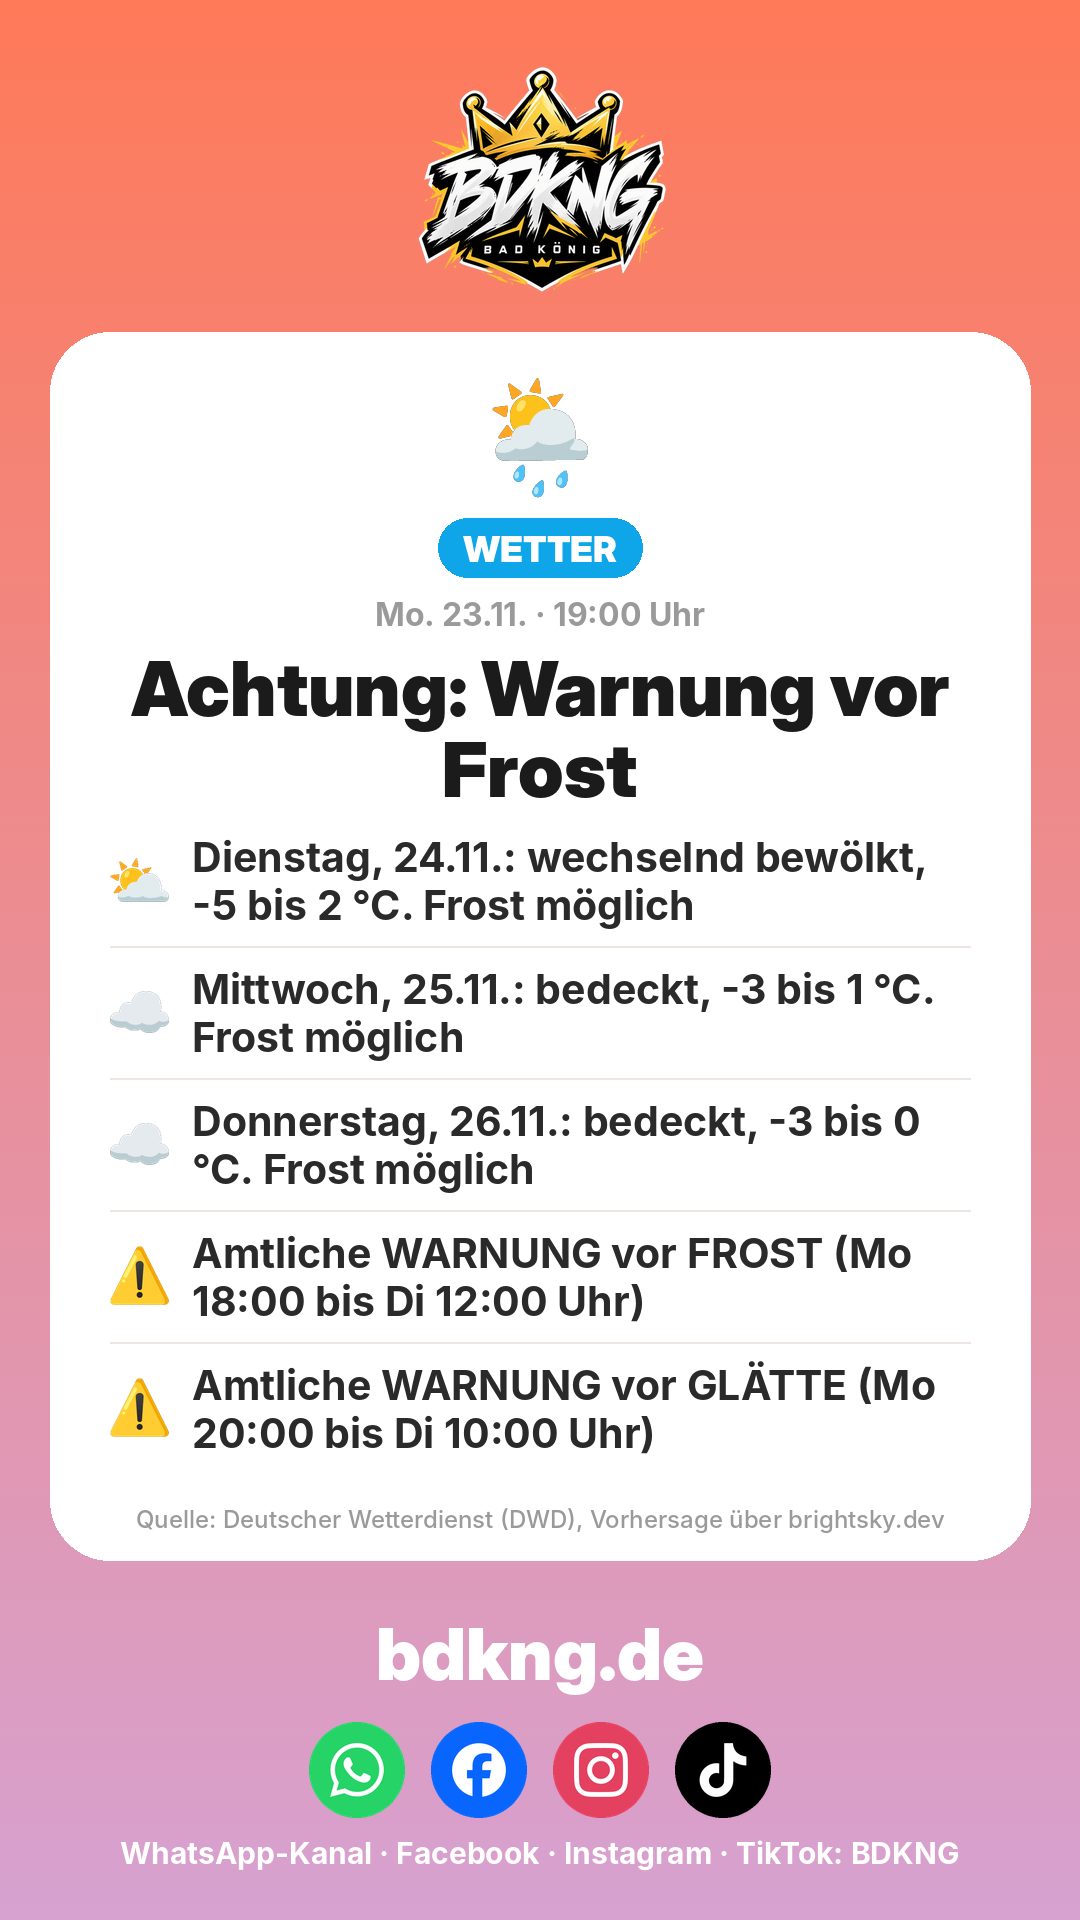 BDKNG
BAD KÖNIG
WETTER
Mo. 23.11. · 19:00 Uhr
Achtung: Warnung vor
Frost
Dienstag, 24.11.: wechselnd bewölkt,
-5 bis 2 °C. Frost möglich
Mittwoch, 25.11.: bedeckt, -3 bis 1 °C.
Frost möglich
Donnerstag, 26.11.: bedeckt, -3 bis 0
°C. Frost möglich
Amtliche WARNUNG vor FROST (Mo
18:00 bis Di 12:00 Uhr)
Amtliche WARNUNG vor GLÄTTE (Mo
20:00 bis Di 10:00 Uhr)
Quelle: Deutscher Wetterdienst (DWD), Vorhersage über brightsky.dev
bdkng.de
WhatsApp-Kanal · Facebook · Instagram · TikTok: BDKNG